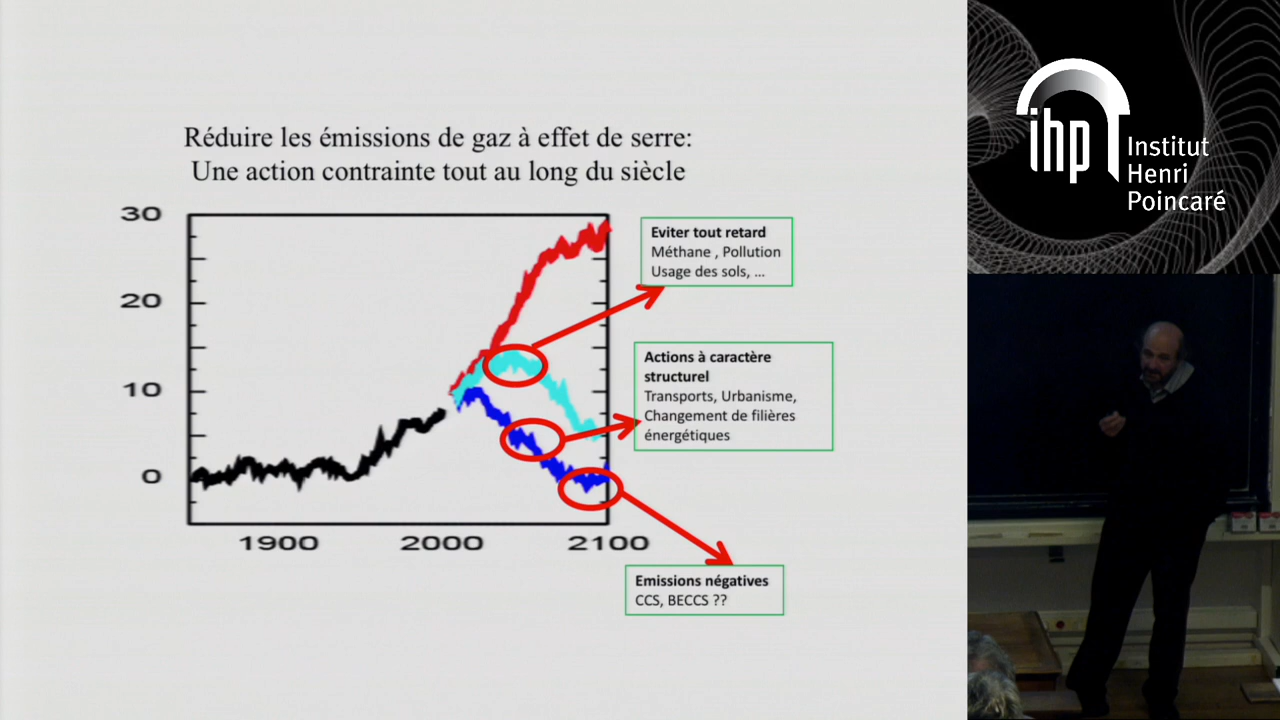 Réduire les émissions de gaz à effet de serre:
Une action contrainte tout au long du siècle
30
20
10
0
1900
2000
2100
Eviter tout retard
Méthane , Pollution
Usage des sols, ...
Actions à caractère
structurel
Transports, Urbanisme,
Changement de filières
énergétiques
Emissions négatives
CCS, BECCS ??
ihp
Institut
Henri
Poincaré